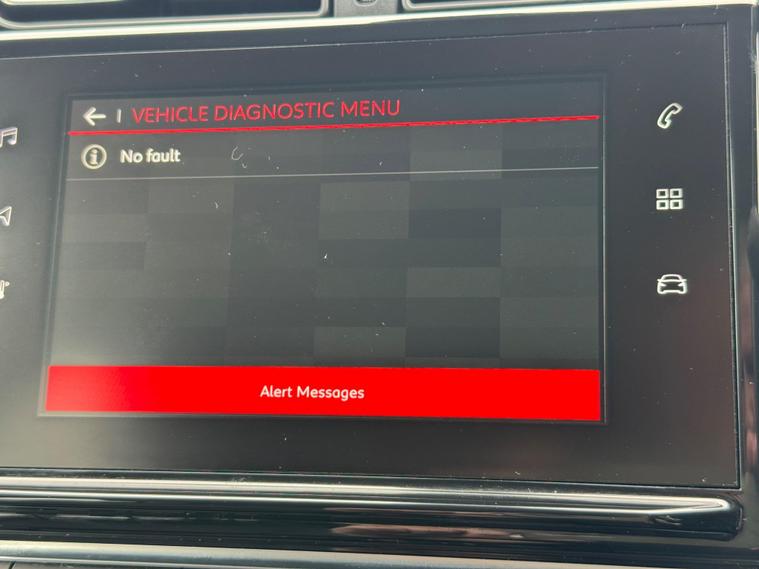 VEHICLE DIAGNOSTIC MENU
No fault
Alert Messages